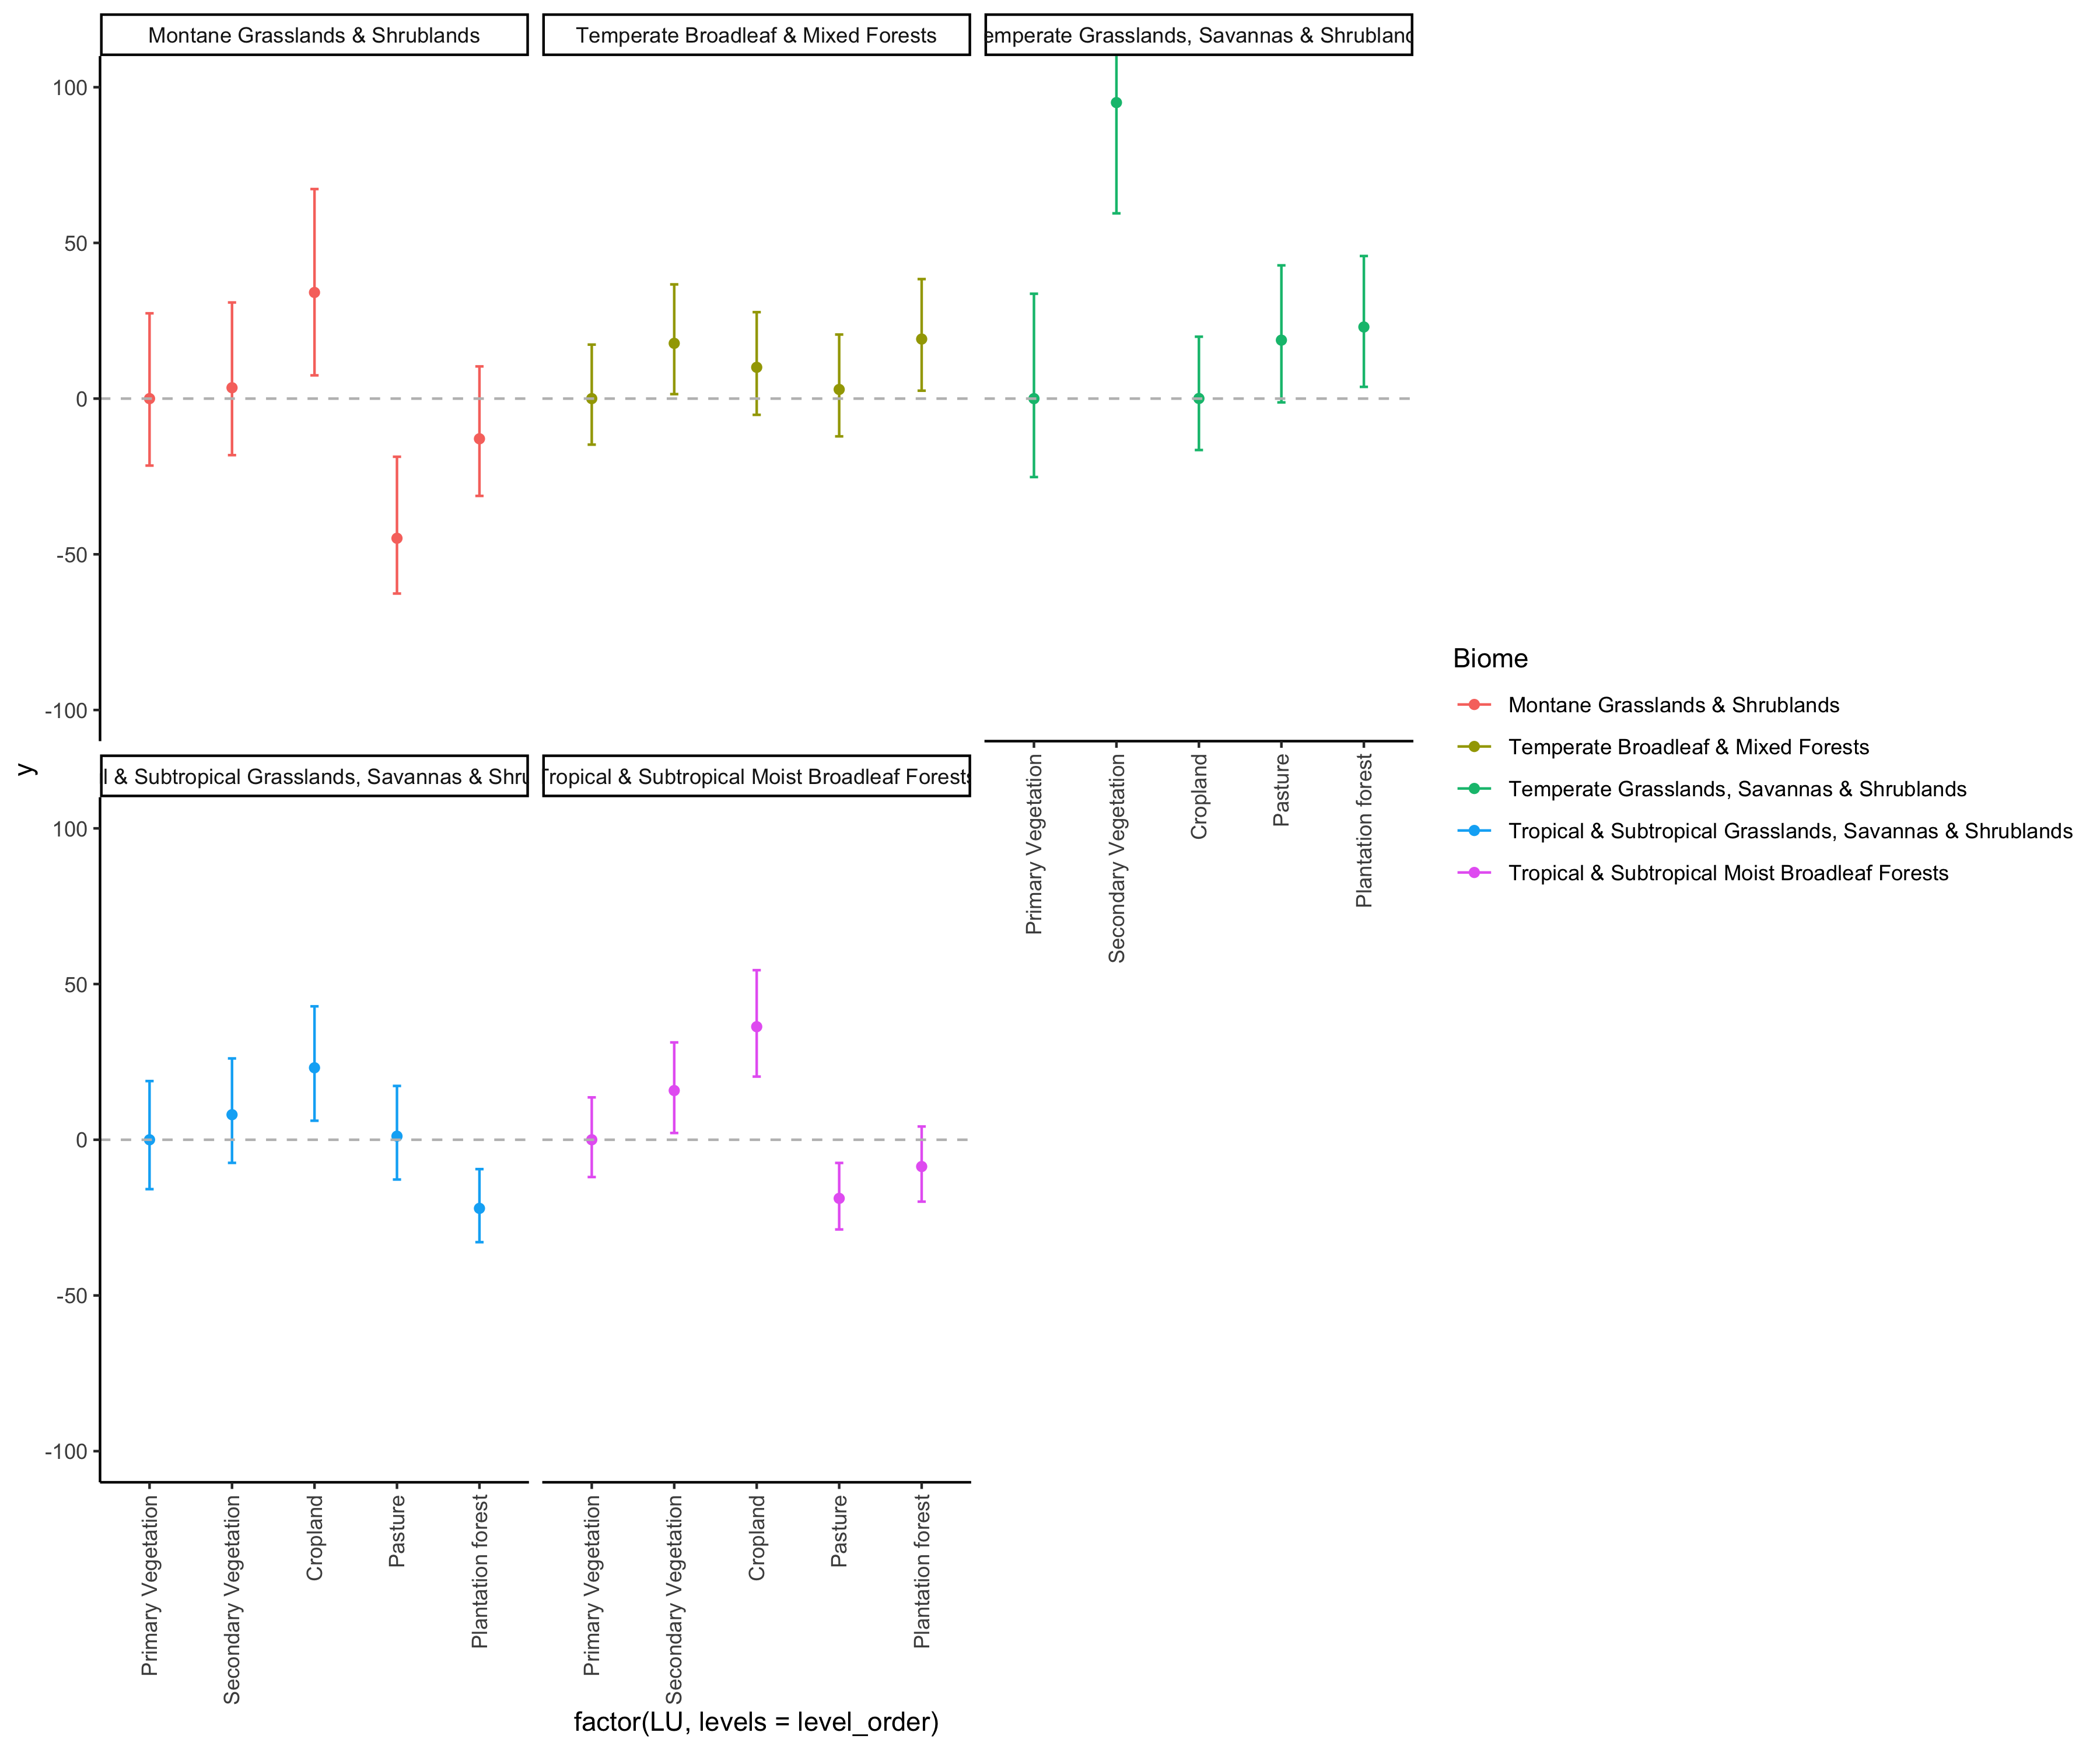 Montane Grasslands & Shrublands
Temperate Broadleaf & Mixed Forests
emperate Grasslands, Savannas & Shrubland
100
50
0
-50
-100
y
Primary Vegetation
Secondary Vegetation
Cropland
Pasture
Plantation forest
l & Subtropical Grasslands, Savannas & Shru
Tropical & Subtropical Moist Broadleaf Forests
100
50
0
-50
-100
Primary Vegetation
Secondary Vegetation
Cropland
Pasture
Plantation forest
Primary Vegetation
Secondary Vegetation
Cropland
Pasture
Plantation forest
factor(LU, levels = level_order)
Biome
Montane Grasslands & Shrublands
Temperate Broadleaf & Mixed Forests
Temperate Grasslands, Savannas & Shrublands
Tropical & Subtropical Grasslands, Savannas & Shrublands
Tropical & Subtropical Moist Broadleaf Forests